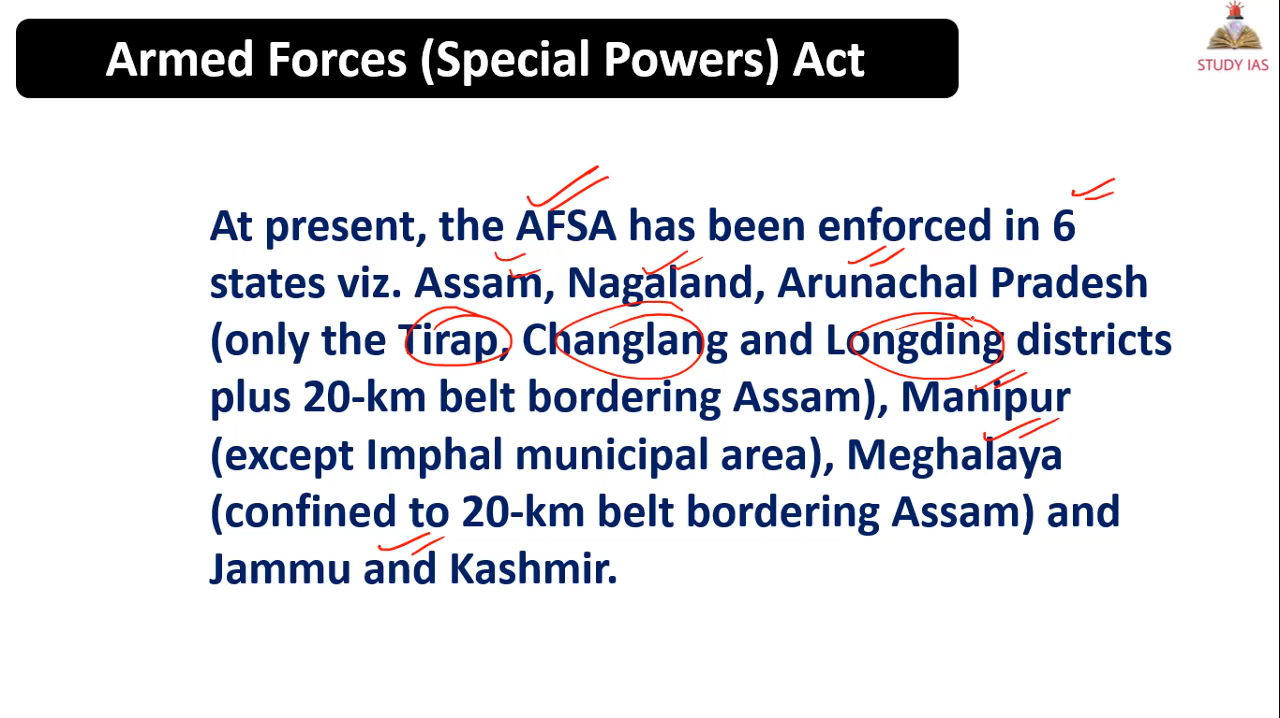 Armed Forces (Special Powers) Act
STUDY IAS
At present, the AFSA has been enforced in 6
states viz. Assam, Nagaland, Arunachal Pradesh
(only the Tirap, Changlang and Longding districts
plus 20-km belt bordering Assam), Manipur
(except Imphal municipal area), Meghalaya
(confined to 20-km belt bordering Assam) and
Jammu and Kashmir.